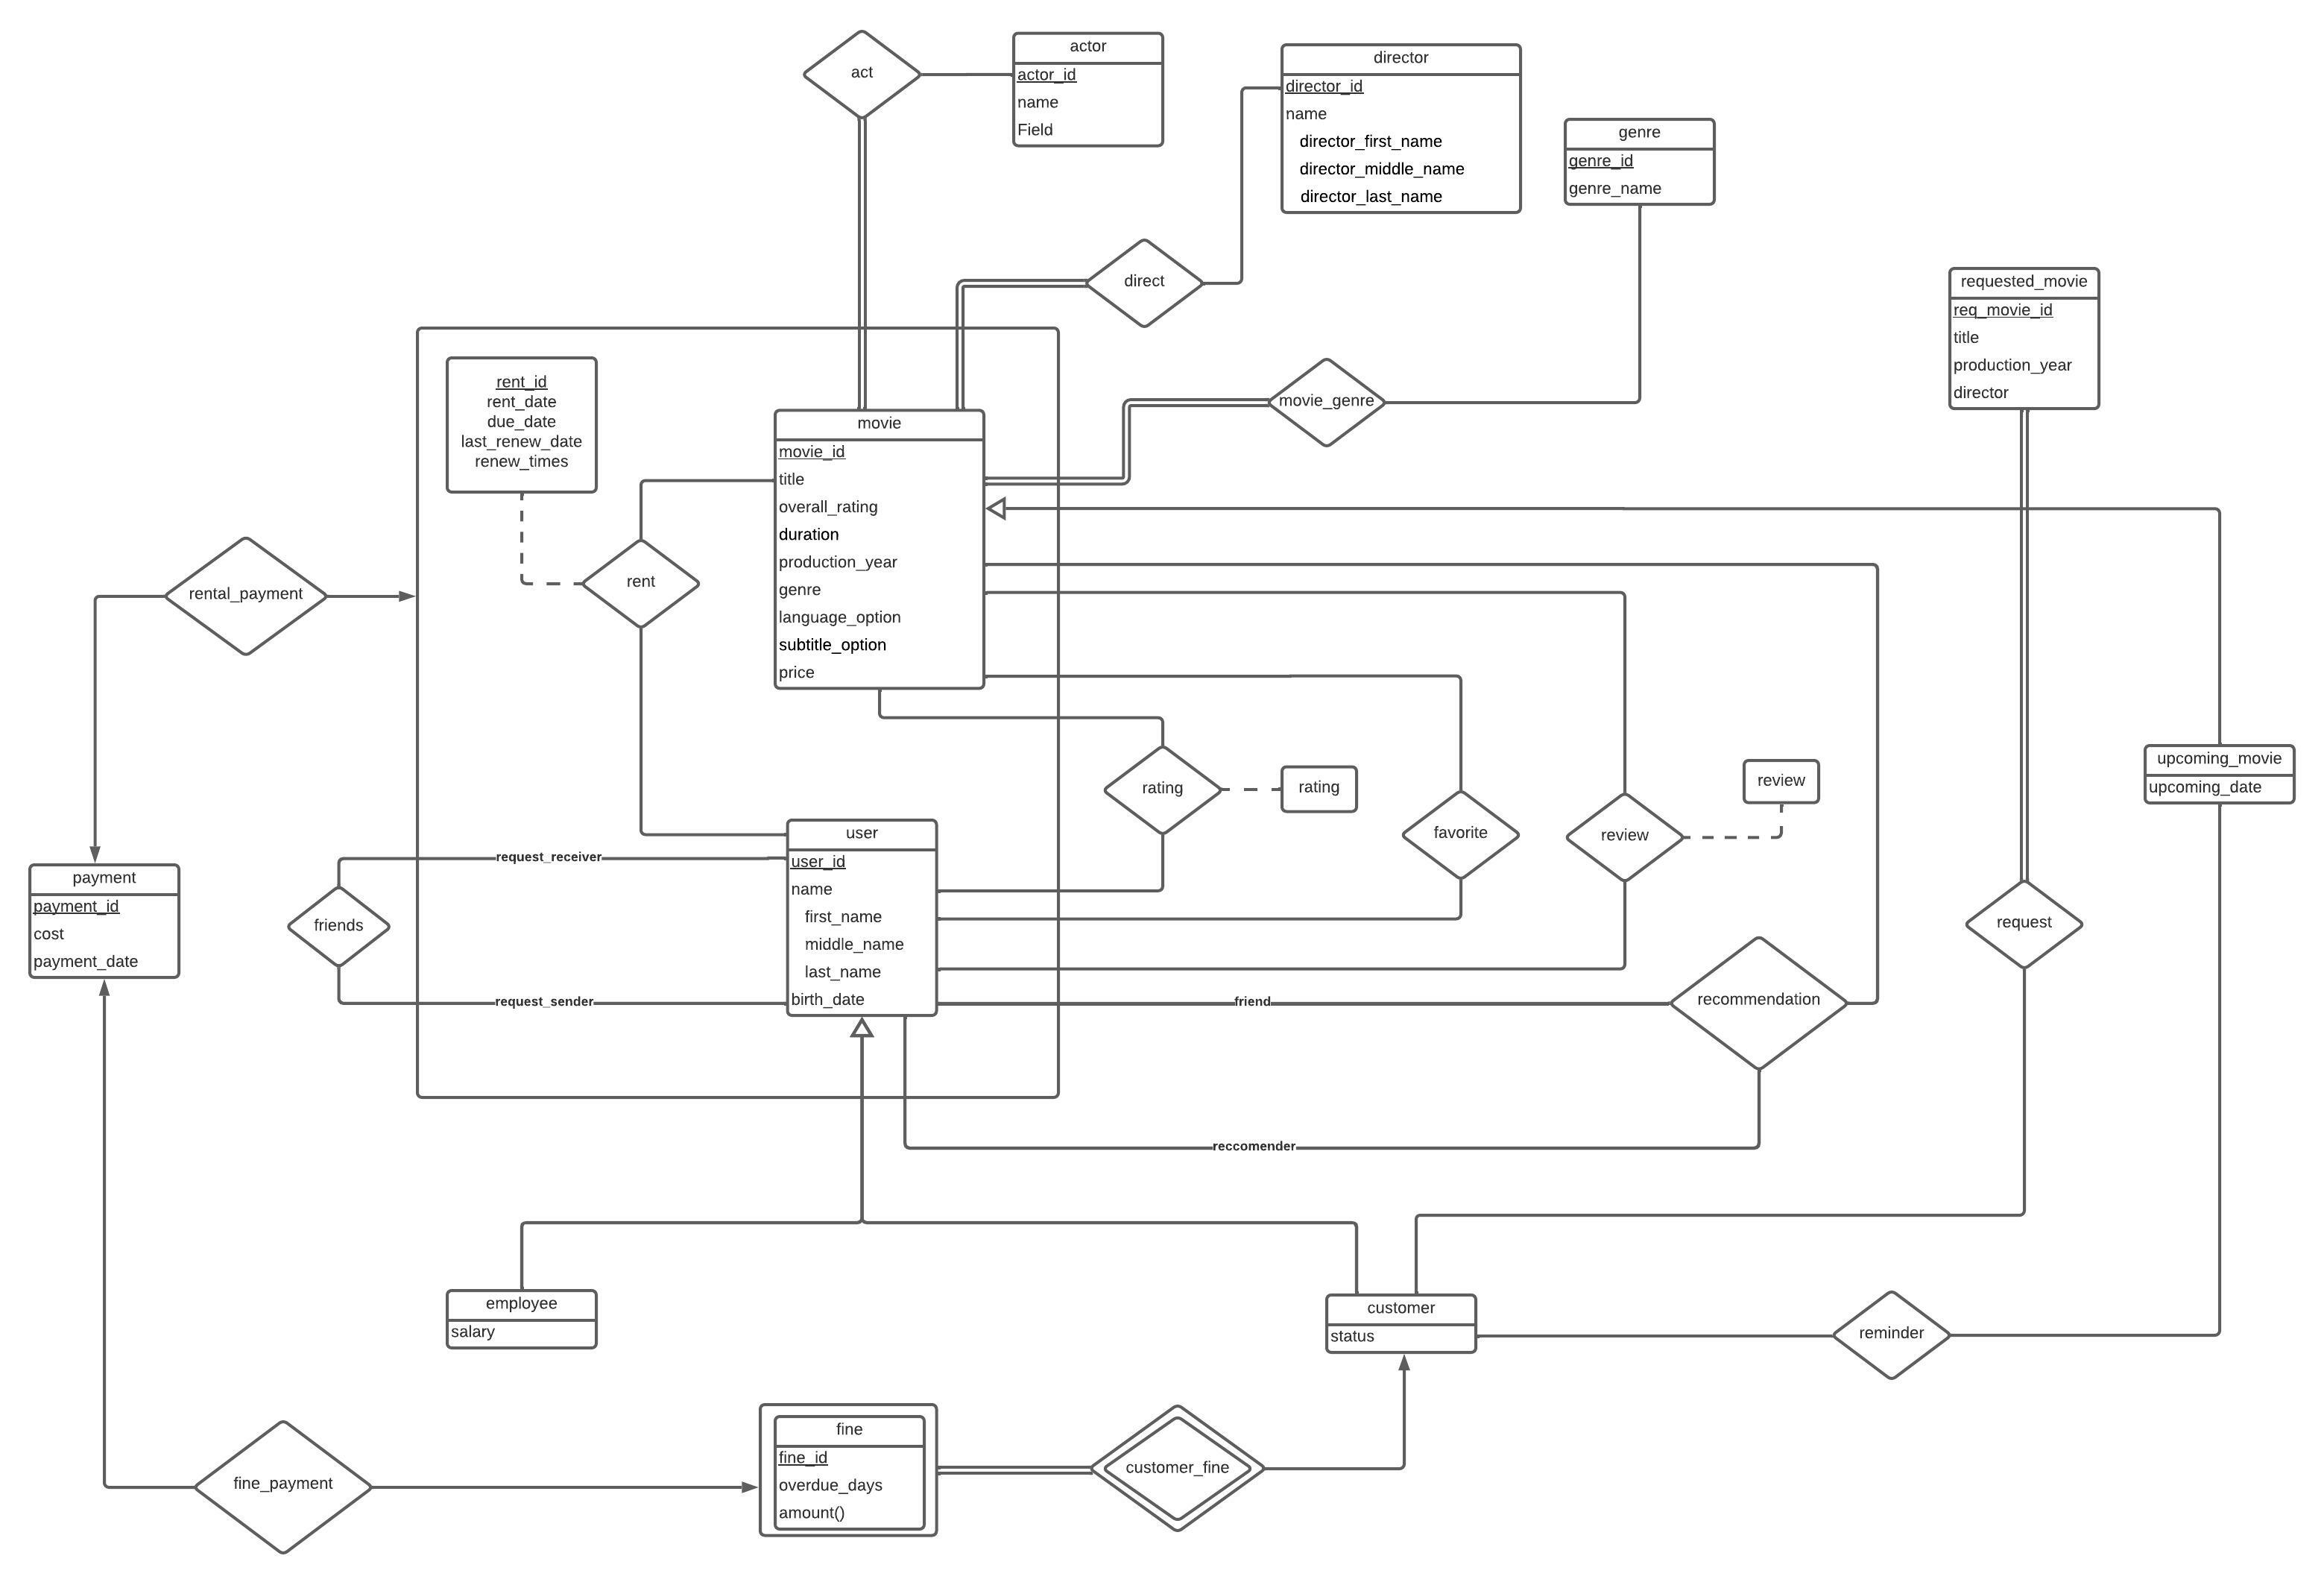 act
actor
actor_id
name
Field
director
director_id
name
director_first_name
director_middle_name
director_last_name
genre
genre_id
genre_name
direct
requested_movie
req_movie_id
title
production_year
director
movie_genre
rent_id
rent_date
due_date
last_renew_date
renew_times
movie
movie_id
title
overall_rating
duration
production_year
genre
language_option
subtitle_option
price
rental_payment
rent
upcoming_movie
upcoming_date
rating
rating
review
favorite
review
user
user_id
name
first_name
middle_name
last_name
birth_date
request_receiver
friends
request_sender
payment
payment_id
cost
payment_date
request
friend
recommendation
reccomender
employee
salary
customer
status
reminder
fine
fine_id
overdue_days
amount()
customer_fine
fine_payment